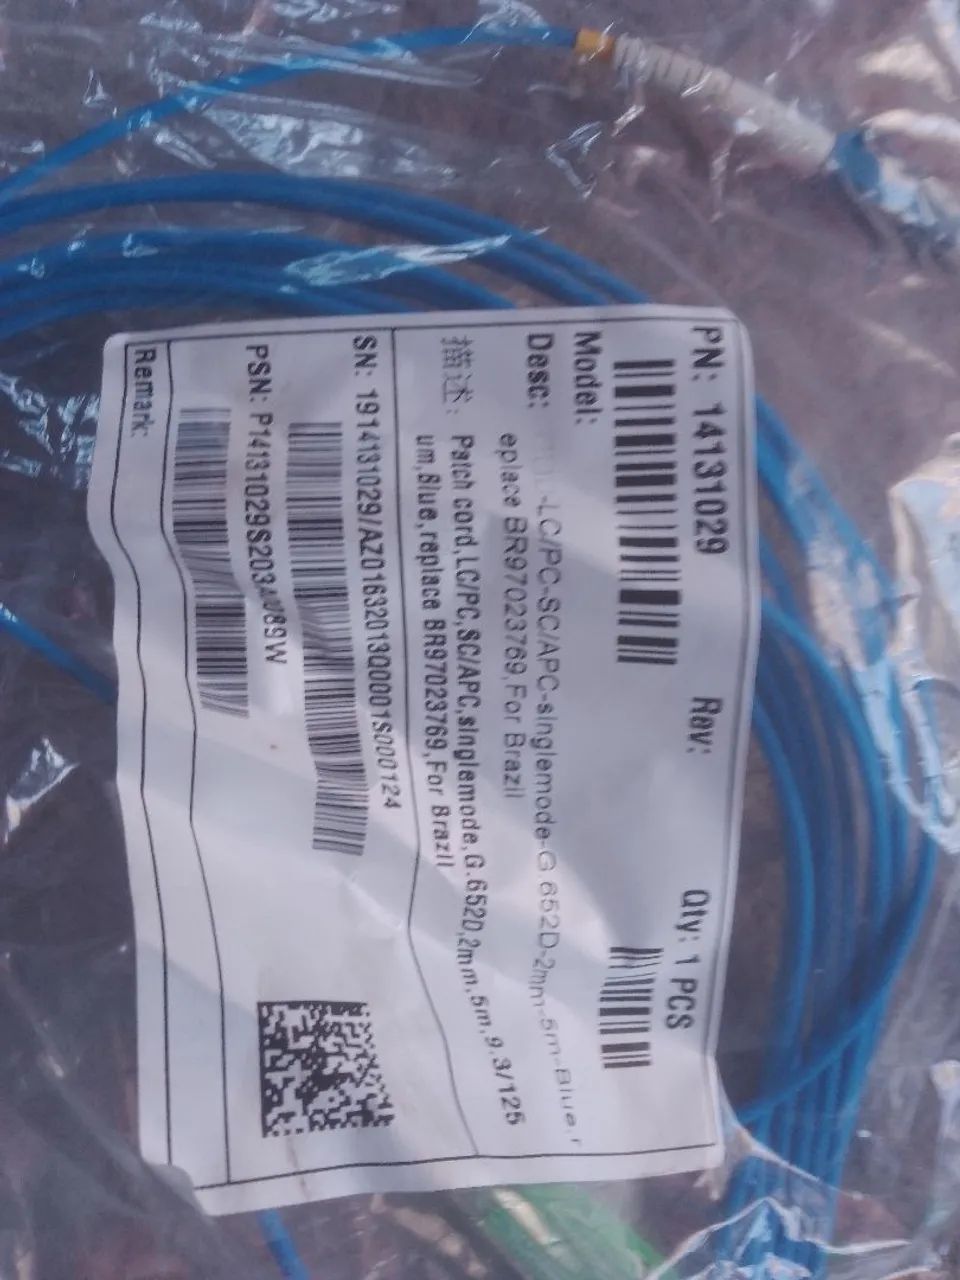 PN: 14131029 Rev: Qty: 1 PCS
Model:
Desc: -LC/PC-SC/APC-singlemode-G.652D-2mm-5m-Blue,r
eplace BR97023769,For Brazil
描述: Patch cord,LC/PC,SC/APC,singlemode,G.652D,2mm,5m,9.3/125
um,Blue,replace BR97023769,For Brazil
SN: 1914131029/AZ01632013Q0001S000124
PSN:
Remark: